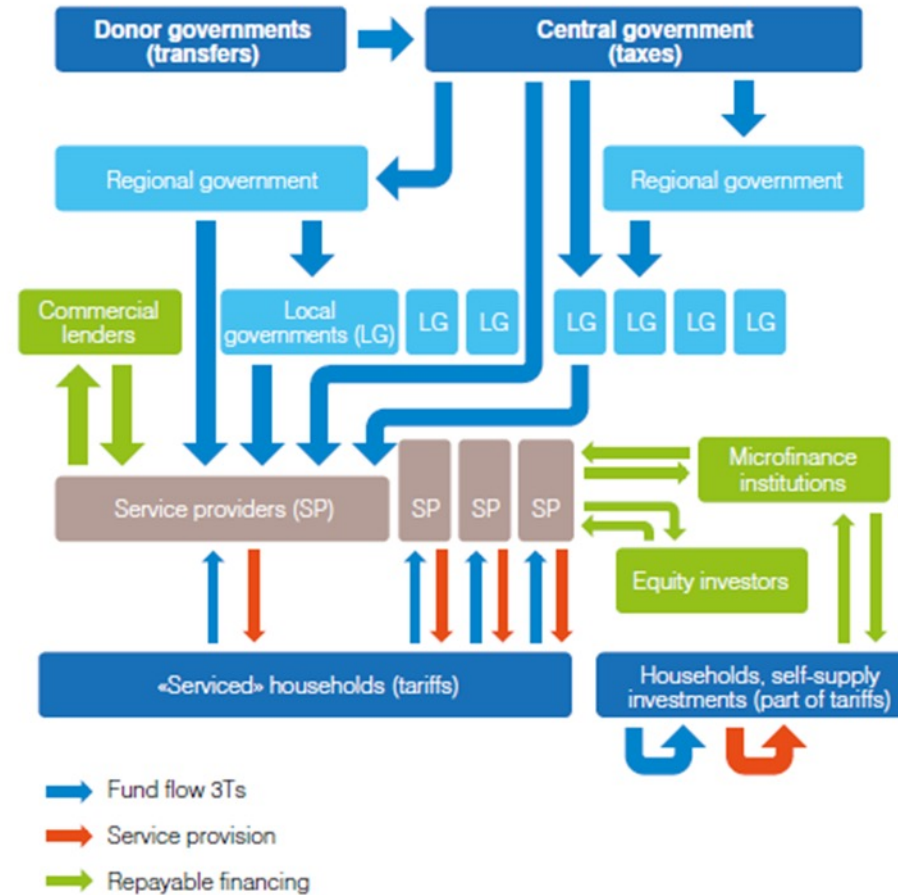 Donor governments
(transfers)
Central government
(taxes)
Regional government
Regional government
Commercial
lenders
Local
governments (LG)
LG
LG
LG
LG
LG
LG
Service providers (SP)
SP
SP
SP
Microfinance
institutions
Equity investors
«Serviced» households (tariffs)
Households, self-supply
investments (part of tariffs)
Fund flow 3Ts
Service provision
Repayable financing